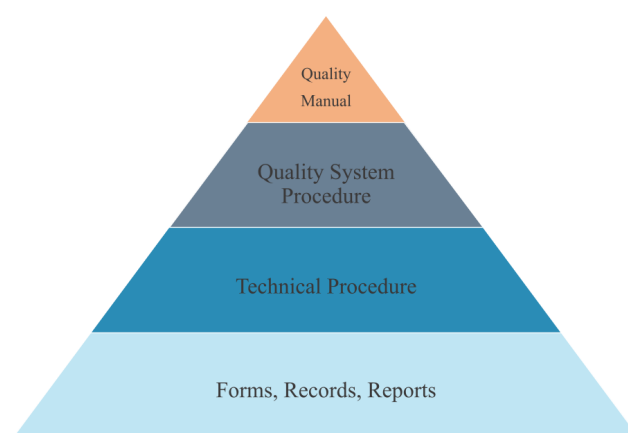 Quality
Manual
Quality System
Procedure
Technical Procedure
Forms, Records, Reports